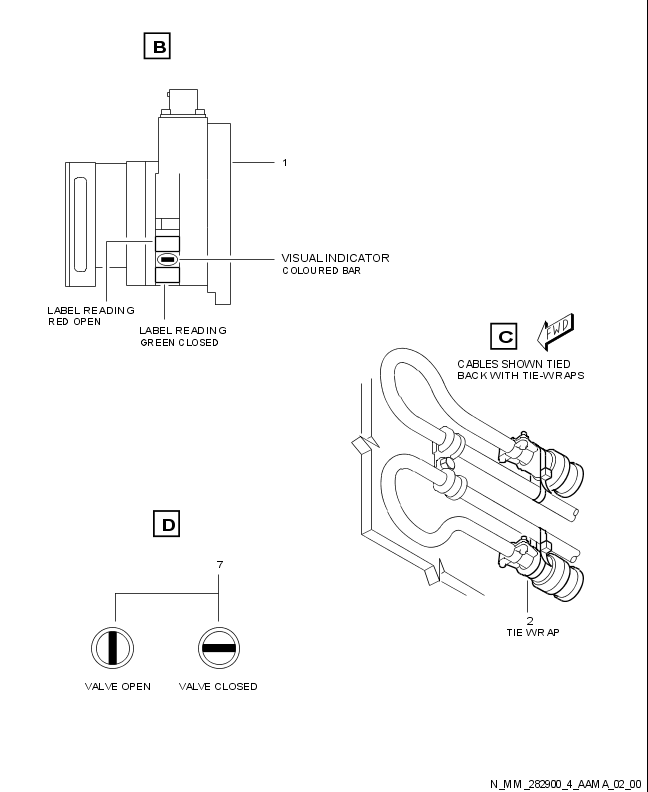 B
1
VISUAL INDICATOR
COLOURED BAR
LABEL READING
RED OPEN
LABEL READING
GREEN CLOSED
C
FWD
CABLES SHOWN TIED
BACK WITH TIE-WRAPS
D
7
2
TIE WRAP
VALVE OPEN
VALVE CLOSED
N_MM_282900_4_AAMA_02_00